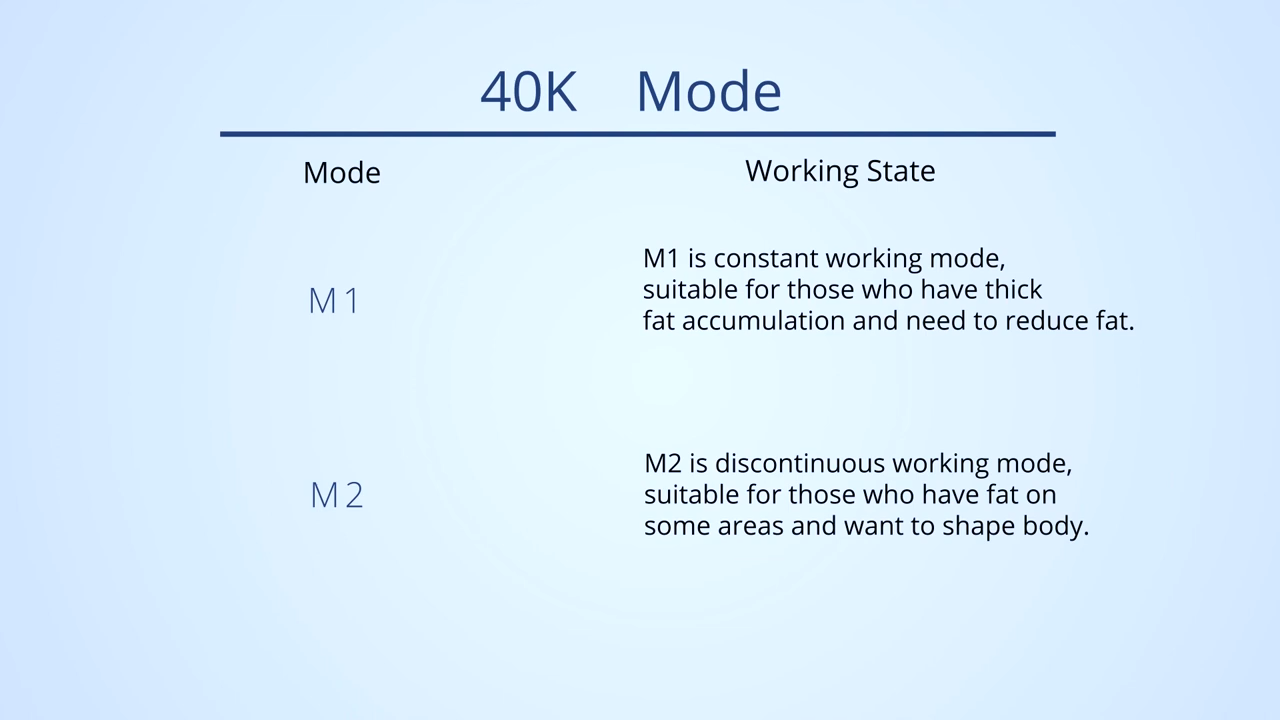 40K Mode
Mode Working State
M1
M1 is constant working mode,
suitable for those who have thick
fat accumulation and need to reduce fat.
M2
M2 is discontinuous working mode,
suitable for those who have fat on
some areas and want to shape body.